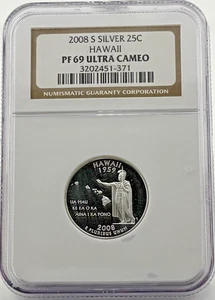 2008 S SILVER 25C
HAWAII
PF 69 ULTRA CAMEO
3202451-371
NUMISMATIC GUARANTY CORPORATION
HAWAII
1959
UA MAU
KE EA O KA
AINA I KA PONO
2008
E PLURIBUS UNUM